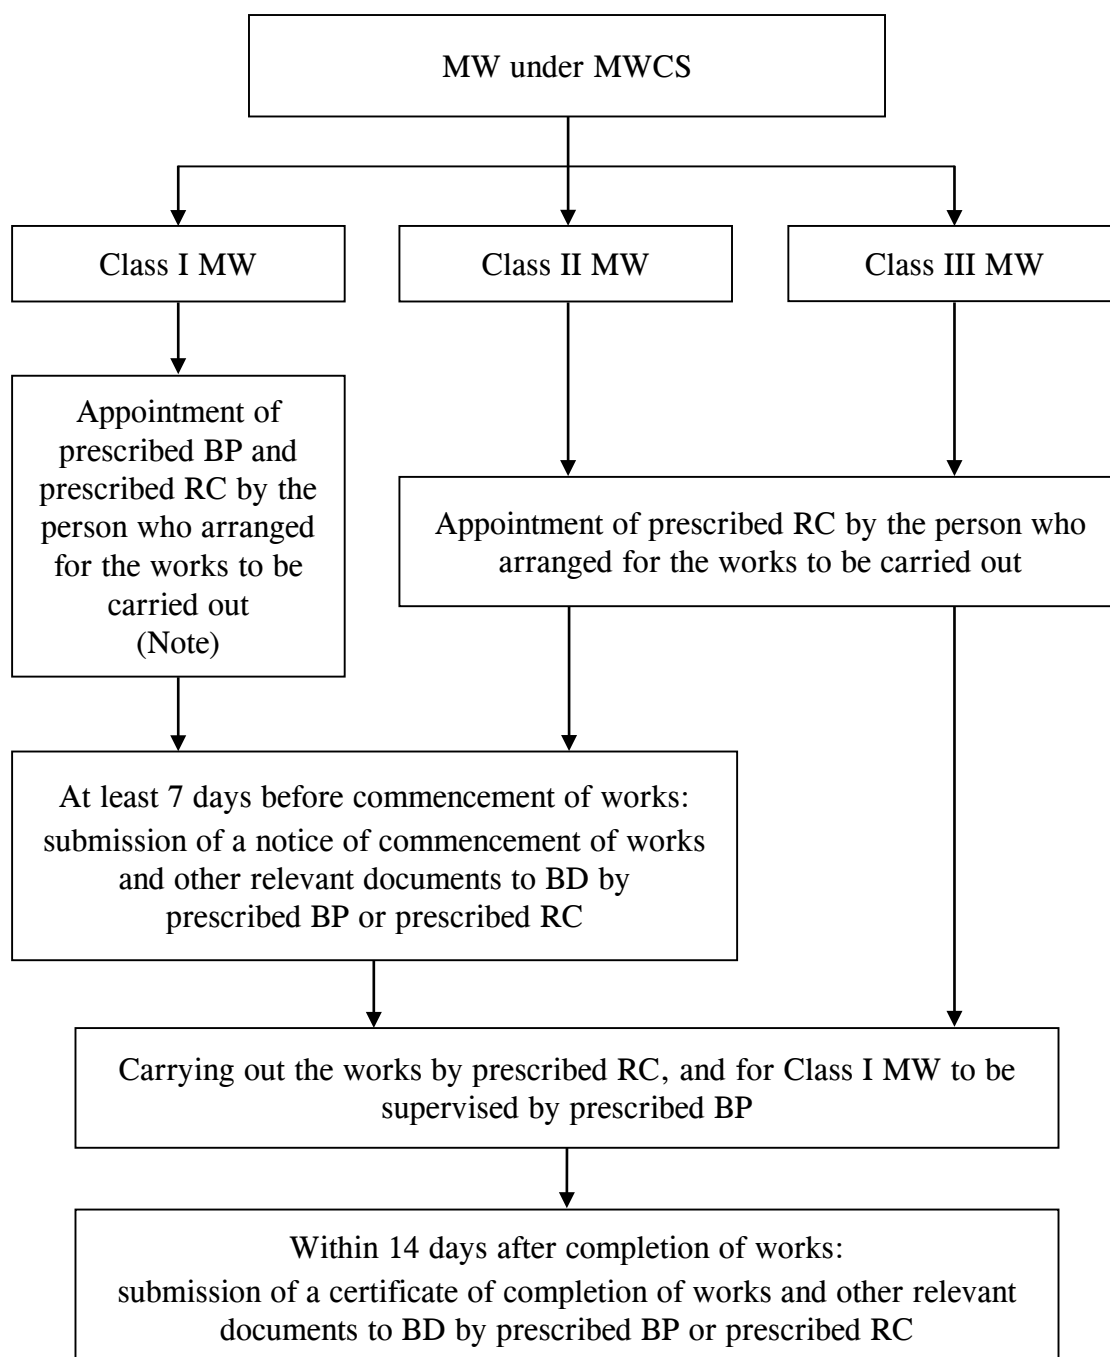 MW under MWCS
Class I MW
Class II MW
Class III MW
Appointment of
prescribed BP and
prescribed RC by the
person who arranged
for the works to be
carried out
(Note)
Appointment of prescribed RC by the person who
arranged for the works to be carried out
At least 7 days before commencement of works:
submission of a notice of commencement of works
and other relevant documents to BD by
prescribed BP or prescribed RC
Carrying out the works by prescribed RC, and for Class I MW to be
supervised by prescribed BP
Within 14 days after completion of works:
submission of a certificate of completion of works and other relevant
documents to BD by prescribed BP or prescribed RC